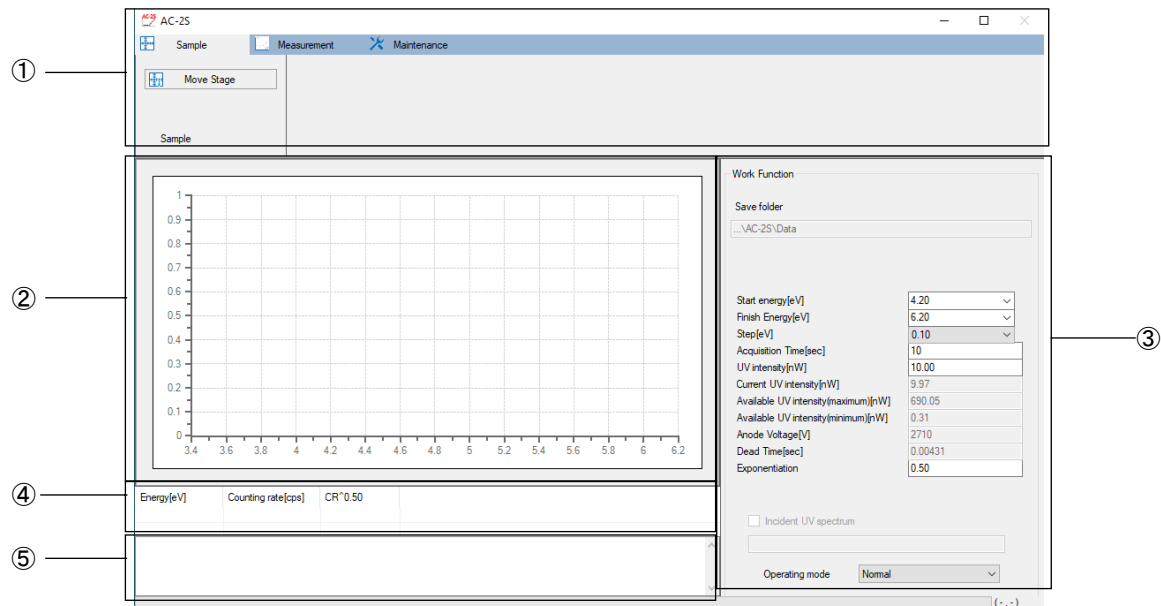 AC-2S
Sample Measurement Maintenance
①
Move Stage
Sample
②
1
0.9
0.8
0.7
0.6
0.5
0.4
0.3
0.2
0.1
0
3.4 3.6 3.8 4 4.2 4.4 4.6 4.8 5 5.2 5.4 5.6 5.8 6 6.2
Work Function
Save folder
...\AC-2S\Data
Start energy[eV] 4.20
Finish Energy[eV] 6.20
Step[eV] 0.10
Acquisition Time[sec] 10
UV intensity[nW] 10.00
Current UV intensity[nW] 9.97
Available UV intensity(maximum)[nW] 690.05
Available UV intensity(minimum)[nW] 0.31
Anode Voltage[V] 2710
Dead Time[sec] 0.00431
Exponentiation 0.50
Incident UV spectrum
Operating mode Normal
③
④
Energy[eV] Counting rate[cps] CR^0.50
⑤
(-,-)